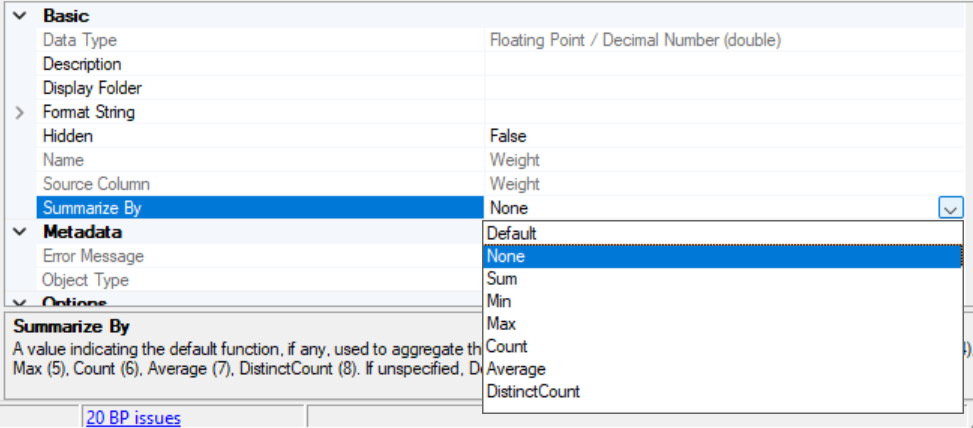 Basic
Data Type Floating Point / Decimal Number (double)
Description
Display Folder
Format String
Hidden False
Name Weight
Source Column Weight
Summarize By None
Metadata Default
Error Message None
Object Type Sum
Options Min
Summarize By Max
A value indicating the default function, if any, used to aggregate th Count 4)
Max (5), Count (6), Average (7), DistinctCount (8). If unspecified, D Average
DistinctCount
20 BP issues